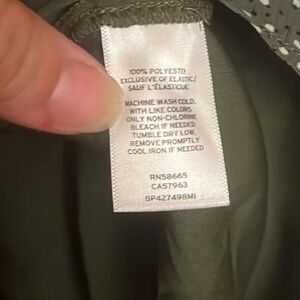 100% POLYESTER
EXCLUSIVE OF ELASTIC/
SAUF L'ÉLASTIQUE
MACHINE WASH COLD,
WITH LIKE COLORS
ONLY NON-CHLORINE
BLEACH IF NEEDED
TUMBLE DRY LOW,
REMOVE PROMPTLY
COOL IRON IF NEEDED
RN58665
CA57963
BP42749BMI